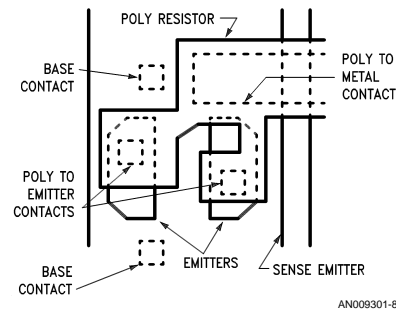 POLY RESISTOR
BASE
CONTACT
POLY TO
METAL
CONTACT
POLY TO
EMITTER
CONTACTS
EMITTERS
SENSE EMITTER
BASE
CONTACT
AN009301-8